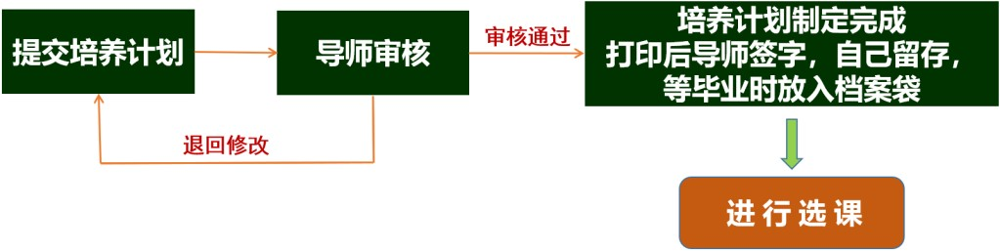 提交培养计划
导师审核
审核通过
培养计划制定完成
打印后导师签字，自己留存，
等毕业时放入档案袋
退回修改
进行选课